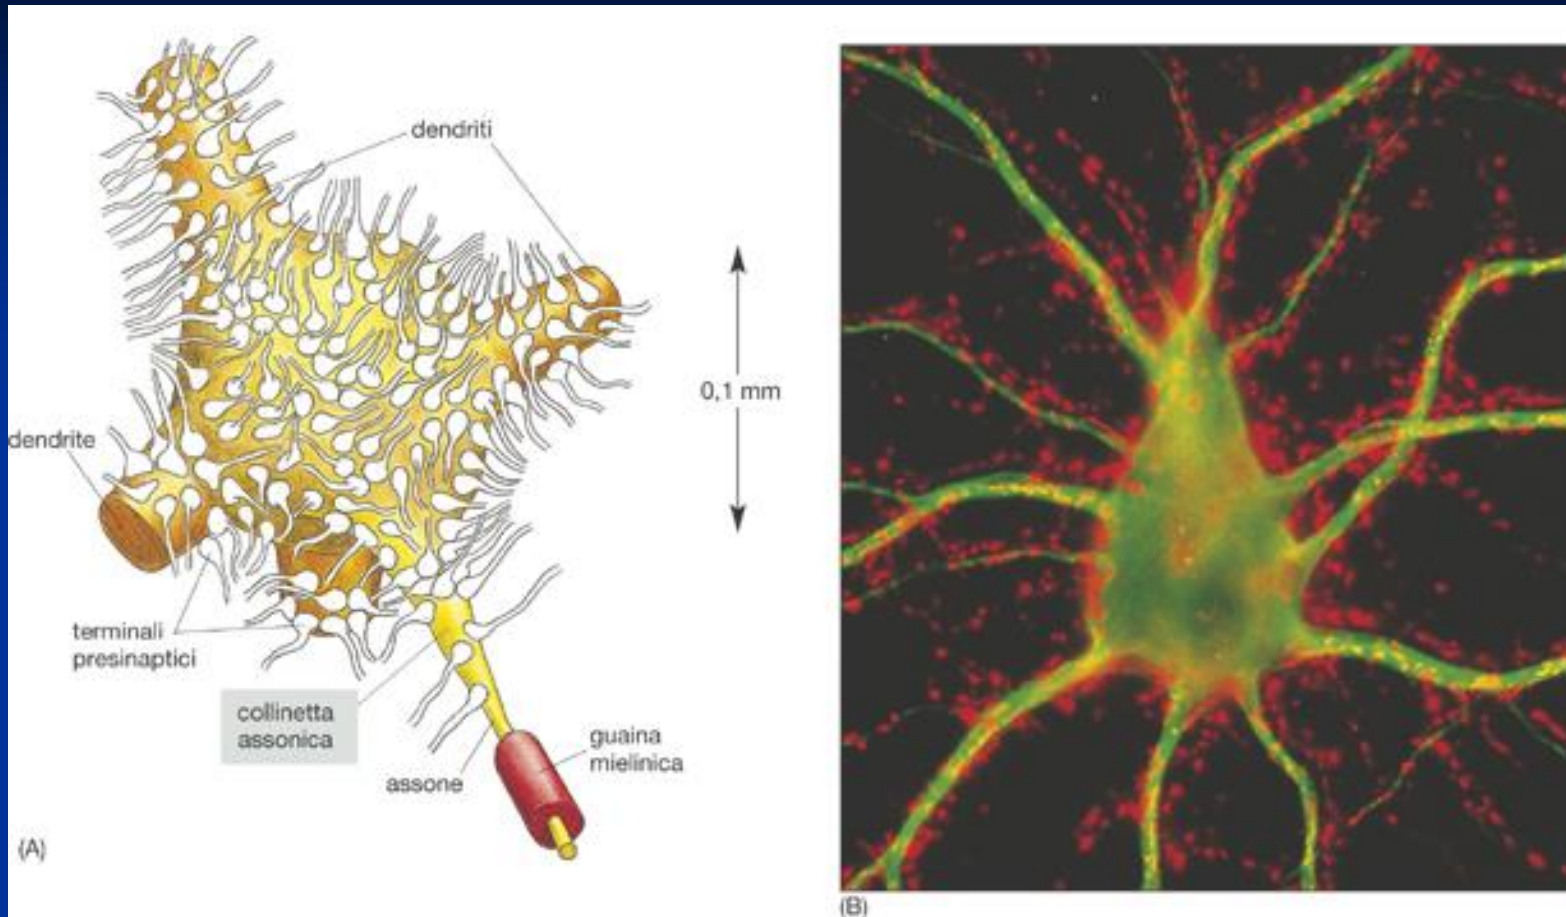 dendriti
0,1 mm
dendrite
terminali
presinaptici
collinetta
assonica
guaina
mielinica
assone
(A)
(B)